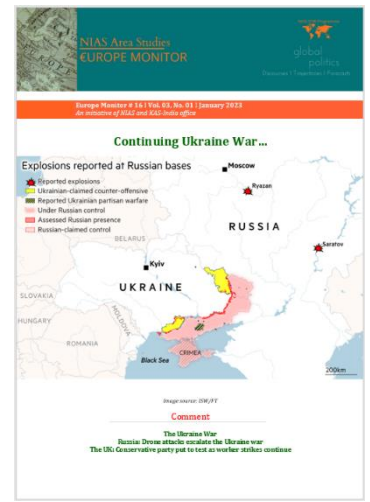 NIAS Area Studies
€UROPE MONITOR
global
politics
Europe Monitor # 16 | Vol. 03, No. 01 | January 2023
An initiative of NIAS and KAS-India office
Continuing Ukraine War...
Explosions reported at Russian bases
Reported explosions
Ukrainian-claimed counter-offensive
Reported Ukrainian partisan warfare
Under Russian control
Assessed Russian presence
Russian-claimed control
Moscow
Ryazan
RUSSIA
Saratov
BELARUS
Kyiv
UKRAINE
SLOVAKIA
HUNGARY
MOLDOVA
ROMANIA
CRIMEA
Black Sea
200km
Image source: ISW/FT
Comment
The Ukraine War
Russia: Drone attacks escalate the Ukraine war
The UK: Conservative party put to test as worker strikes continue